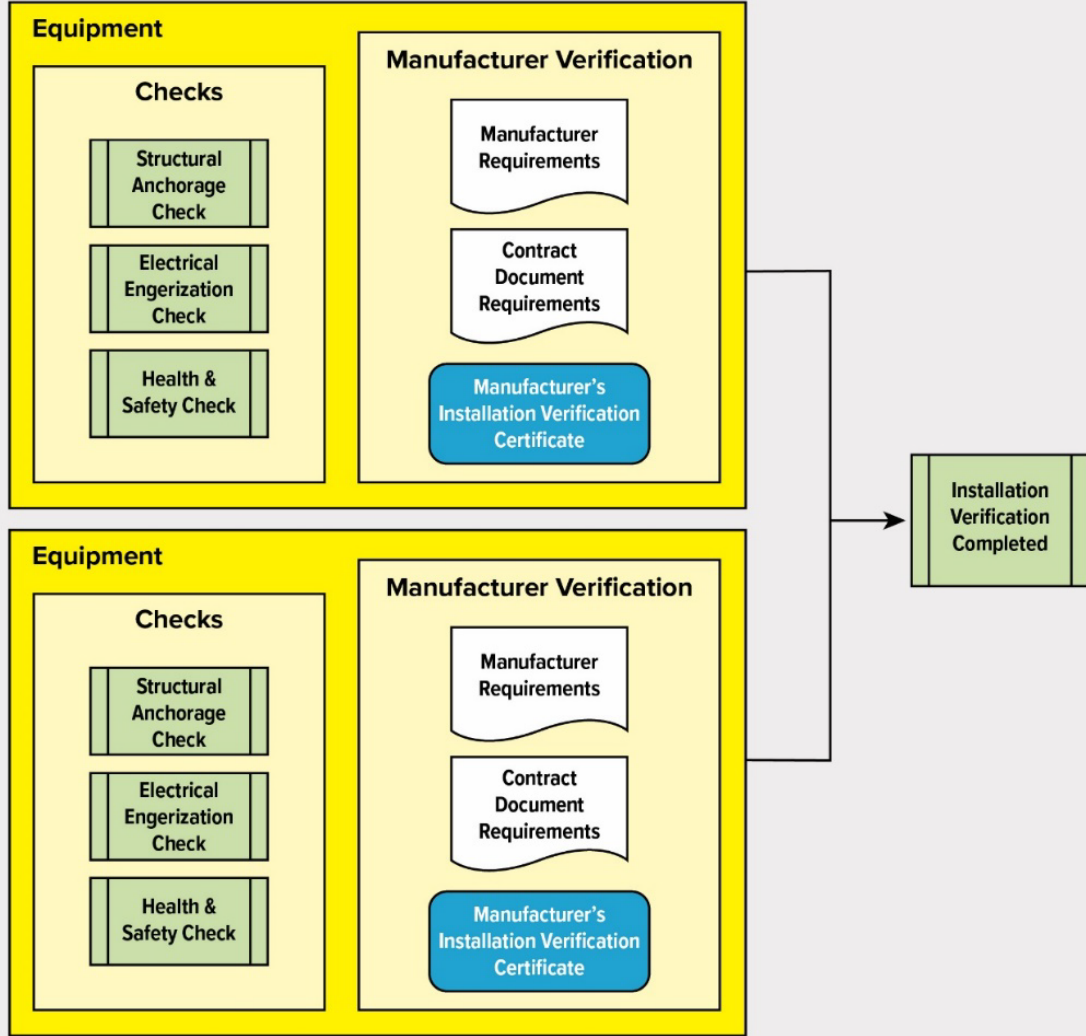 Equipment
Checks
Structural
Anchorage
Check
Electrical
Engerization
Check
Health &
Safety Check
Manufacturer Verification
Manufacturer
Requirements
Contract
Document
Requirements
Manufacturer's
Installation Verification
Certificate
Equipment
Checks
Structural
Anchorage
Check
Electrical
Engerization
Check
Health &
Safety Check
Manufacturer Verification
Manufacturer
Requirements
Contract
Document
Requirements
Manufacturer's
Installation Verification
Certificate
Installation
Verification
Completed